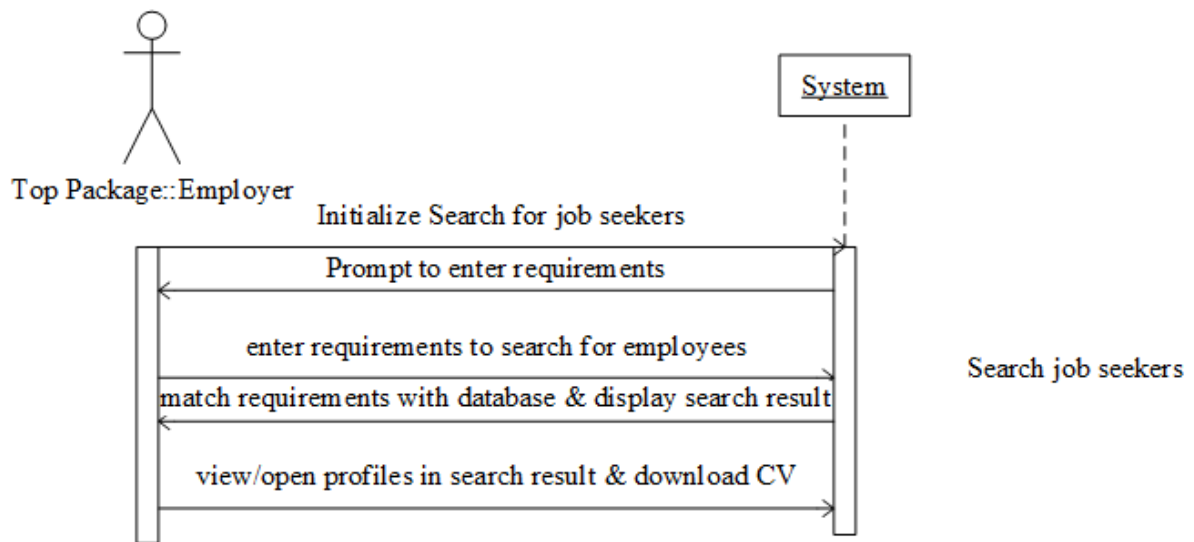 System
Top Package::Employer
Initialize Search for job seekers
Prompt to enter requirements
enter requirements to search for employees
Search job seekers
match requirements with database & display search result
view/open profiles in search result & download CV